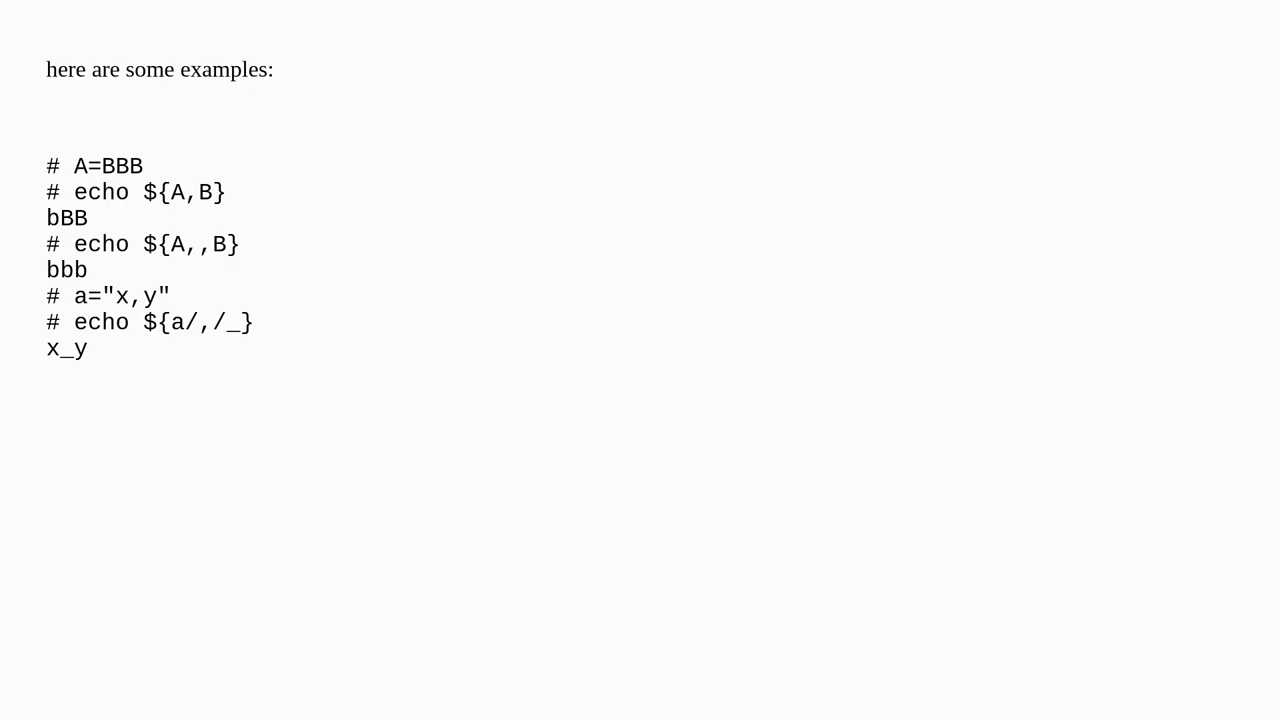 here are some examples:
# A=BBB
# echo ${A,B}
bBB
# echo ${A,,B}
bbb
# a="x,y"
# echo ${a/,/_}
x_y